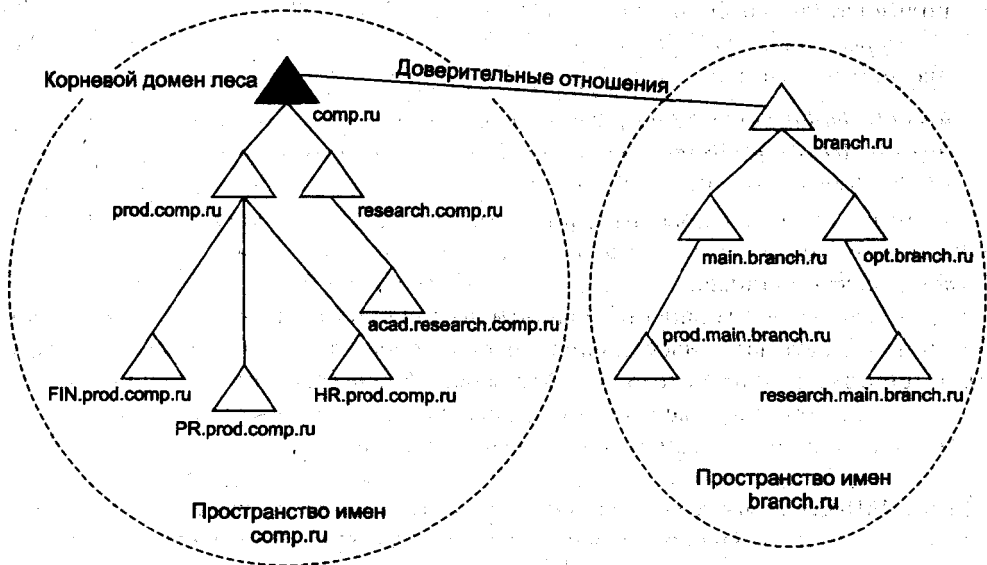 Корневой домен леса
Доверительные отношения
comp.ru
branch.ru
prod.comp.ru
research.comp.ru
main.branch.ru
opt.branch.ru
acad.research.comp.ru
prod.main.branch.ru
FIN.prod.comp.ru
HR.prod.comp.ru
research.main.branch.ru
PR.prod.comp.ru
Пространство имен
branch.ru
Пространство имен
comp.ru